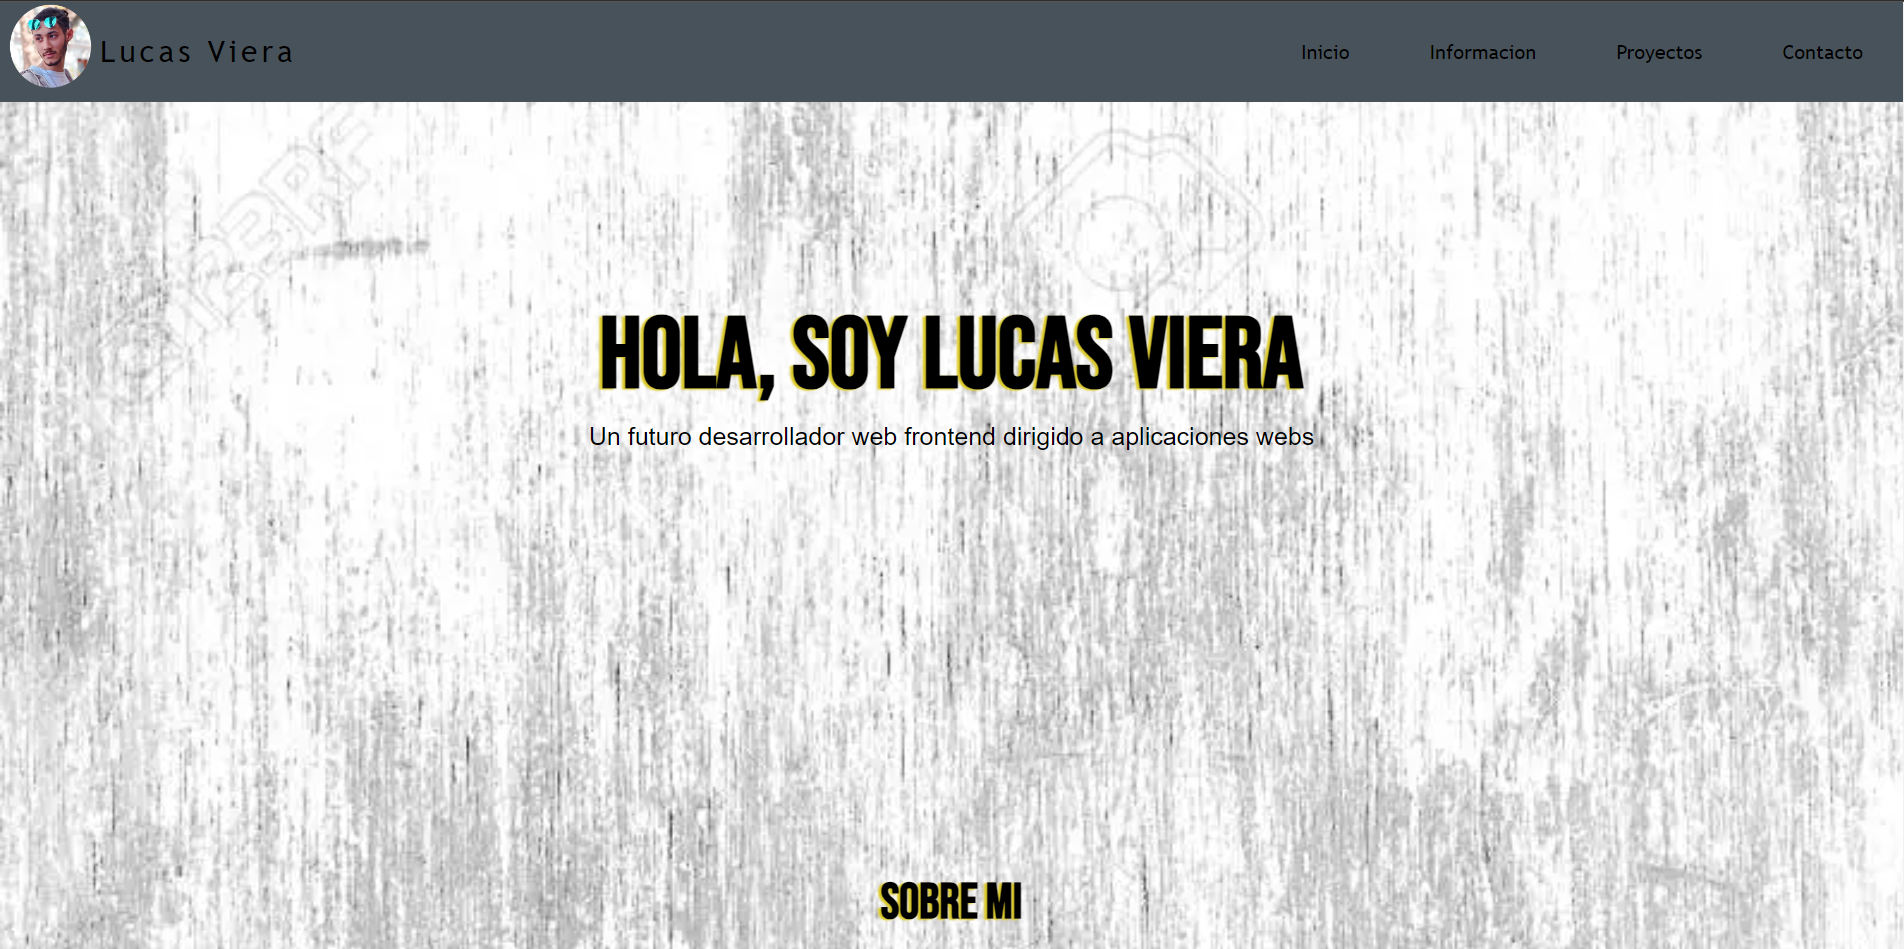 Lucas Viera
Inicio
Informacion
Proyectos
Contacto
HOLA, SOY LUCAS VIERA
Un futuro desarrollador web frontend dirigido a aplicaciones webs
SOBRE MI